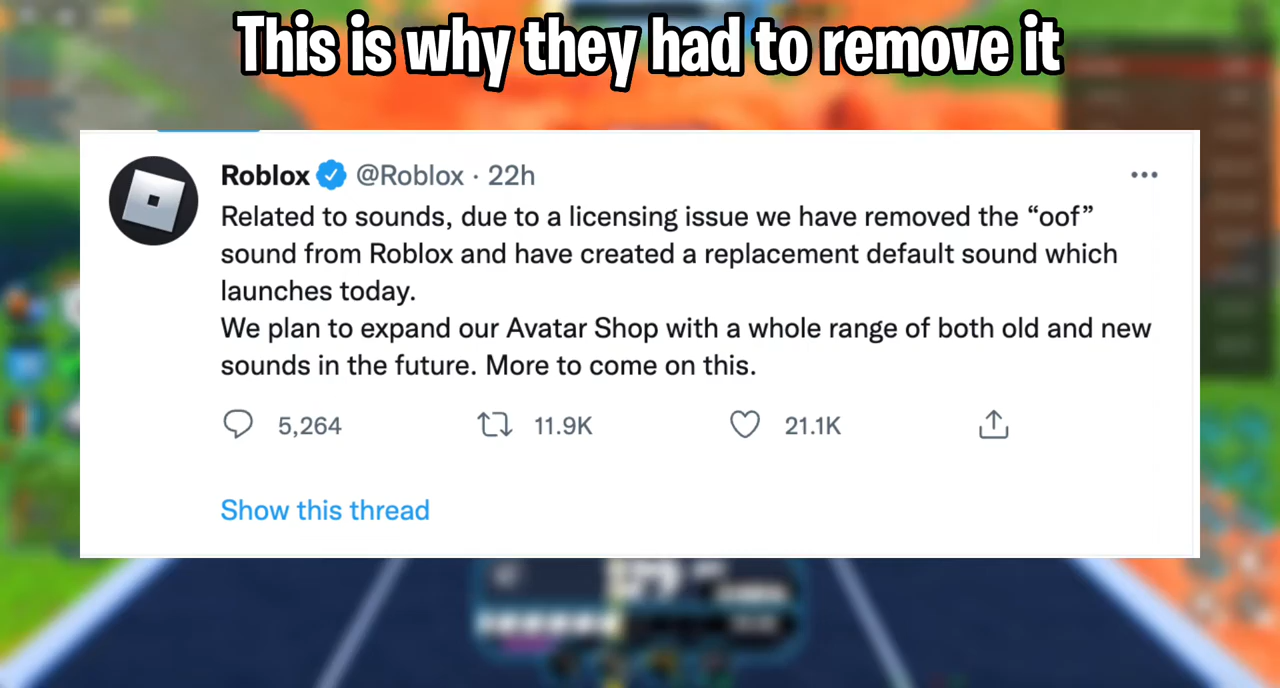 This is why they had to remove it
Roblox @Roblox · 22h
Related to sounds, due to a licensing issue we have removed the “oof”
sound from Roblox and have created a replacement default sound which
launches today.
We plan to expand our Avatar Shop with a whole range of both old and new
sounds in the future. More to come on this.
5,264 11.9K 21.1K
Show this thread